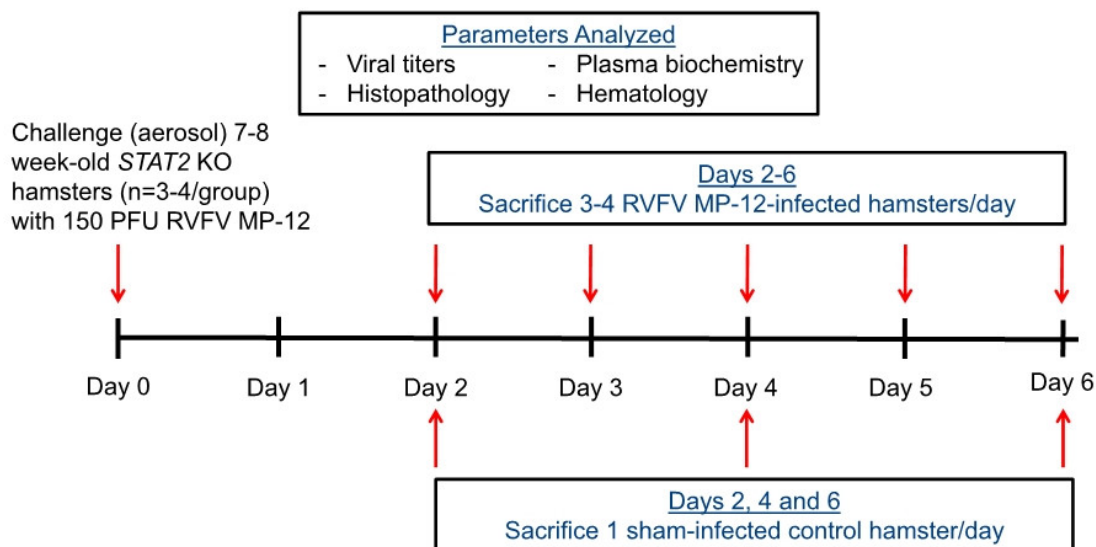 Parameters Analyzed
- Viral titers - Plasma biochemistry
- Histopathology - Hematology
Challenge (aerosol) 7-8
week-old STAT2 KO
hamsters (n=3-4/group)
with 150 PFU RVFV MP-12
Days 2-6
Sacrifice 3-4 RVFV MP-12-infected hamsters/day
Day 0 Day 1 Day 2 Day 3 Day 4 Day 5 Day 6
Days 2, 4 and 6
Sacrifice 1 sham-infected control hamster/day